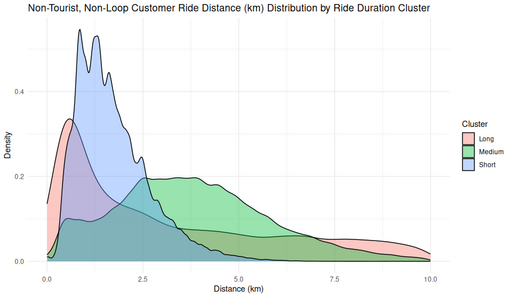 Non-Tourist, Non-Loop Customer Ride Distance (km) Distribution by Ride Duration Cluster
Density
0.4
0.2
0.0
0.0 2.5 5.0 7.5 10.0
Distance (km)
Cluster
Long
Medium
Short